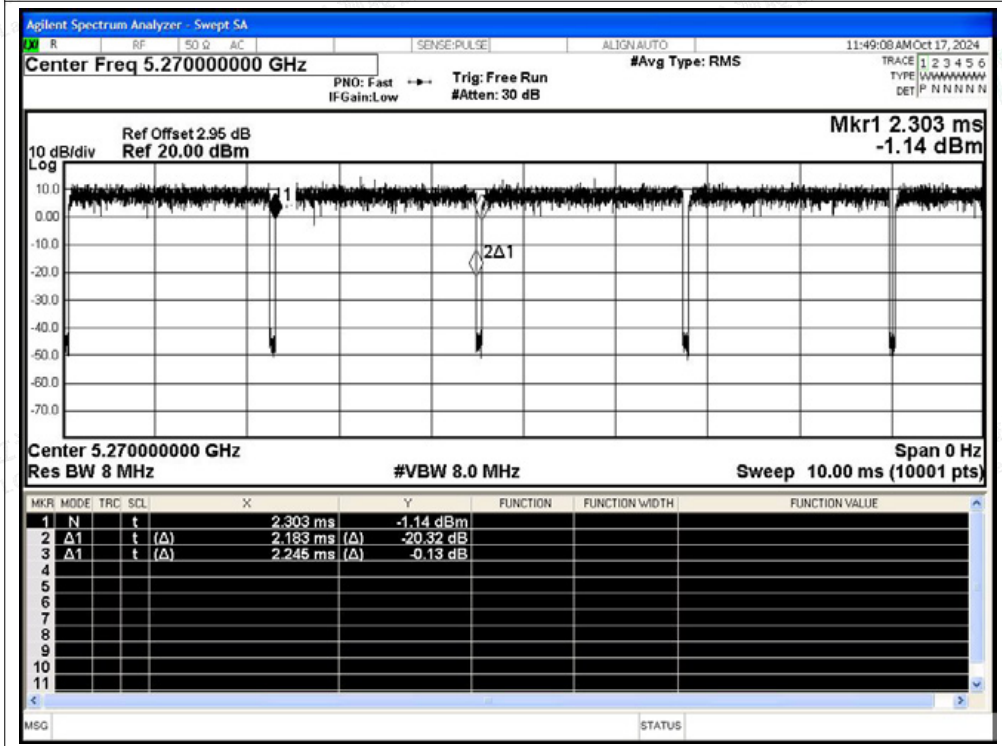 Agilent Spectrum Analyzer - Swept SA
R RF 50 Ω AC SENSE:PULSE ALIGN AUTO 11:49:08 AM Oct 17, 2024
Center Freq 5.270000000 GHz #Avg Type: RMS TRACE 1 2 3 4 5 6
PNO: Fast Trig: Free Run TYPE WWWWWW
IFGain:Low #Atten: 30 dB DET P N N N N N
Mkr1 2.303 ms
Ref Offset 2.95 dB
10 dB/div Ref 20.00 dBm -1.14 dBm
Log
10.0
1
0.00
2Δ1
-10.0
-20.0
-30.0
-40.0
-50.0
-60.0
-70.0
Center 5.270000000 GHz Span 0 Hz
Res BW 8 MHz #VBW 8.0 MHz Sweep 10.00 ms (10001 pts)
MKR MODE TRC SCL X Y FUNCTION FUNCTION WIDTH FUNCTION VALUE
1 N t 2.303 ms -1.14 dBm
2 Δ1 t (Δ) 2.183 ms (Δ) -20.32 dB
3 Δ1 t (Δ) 2.245 ms (Δ) -0.13 dB
4
5
6
7
8
9
10
11
MSG STATUS